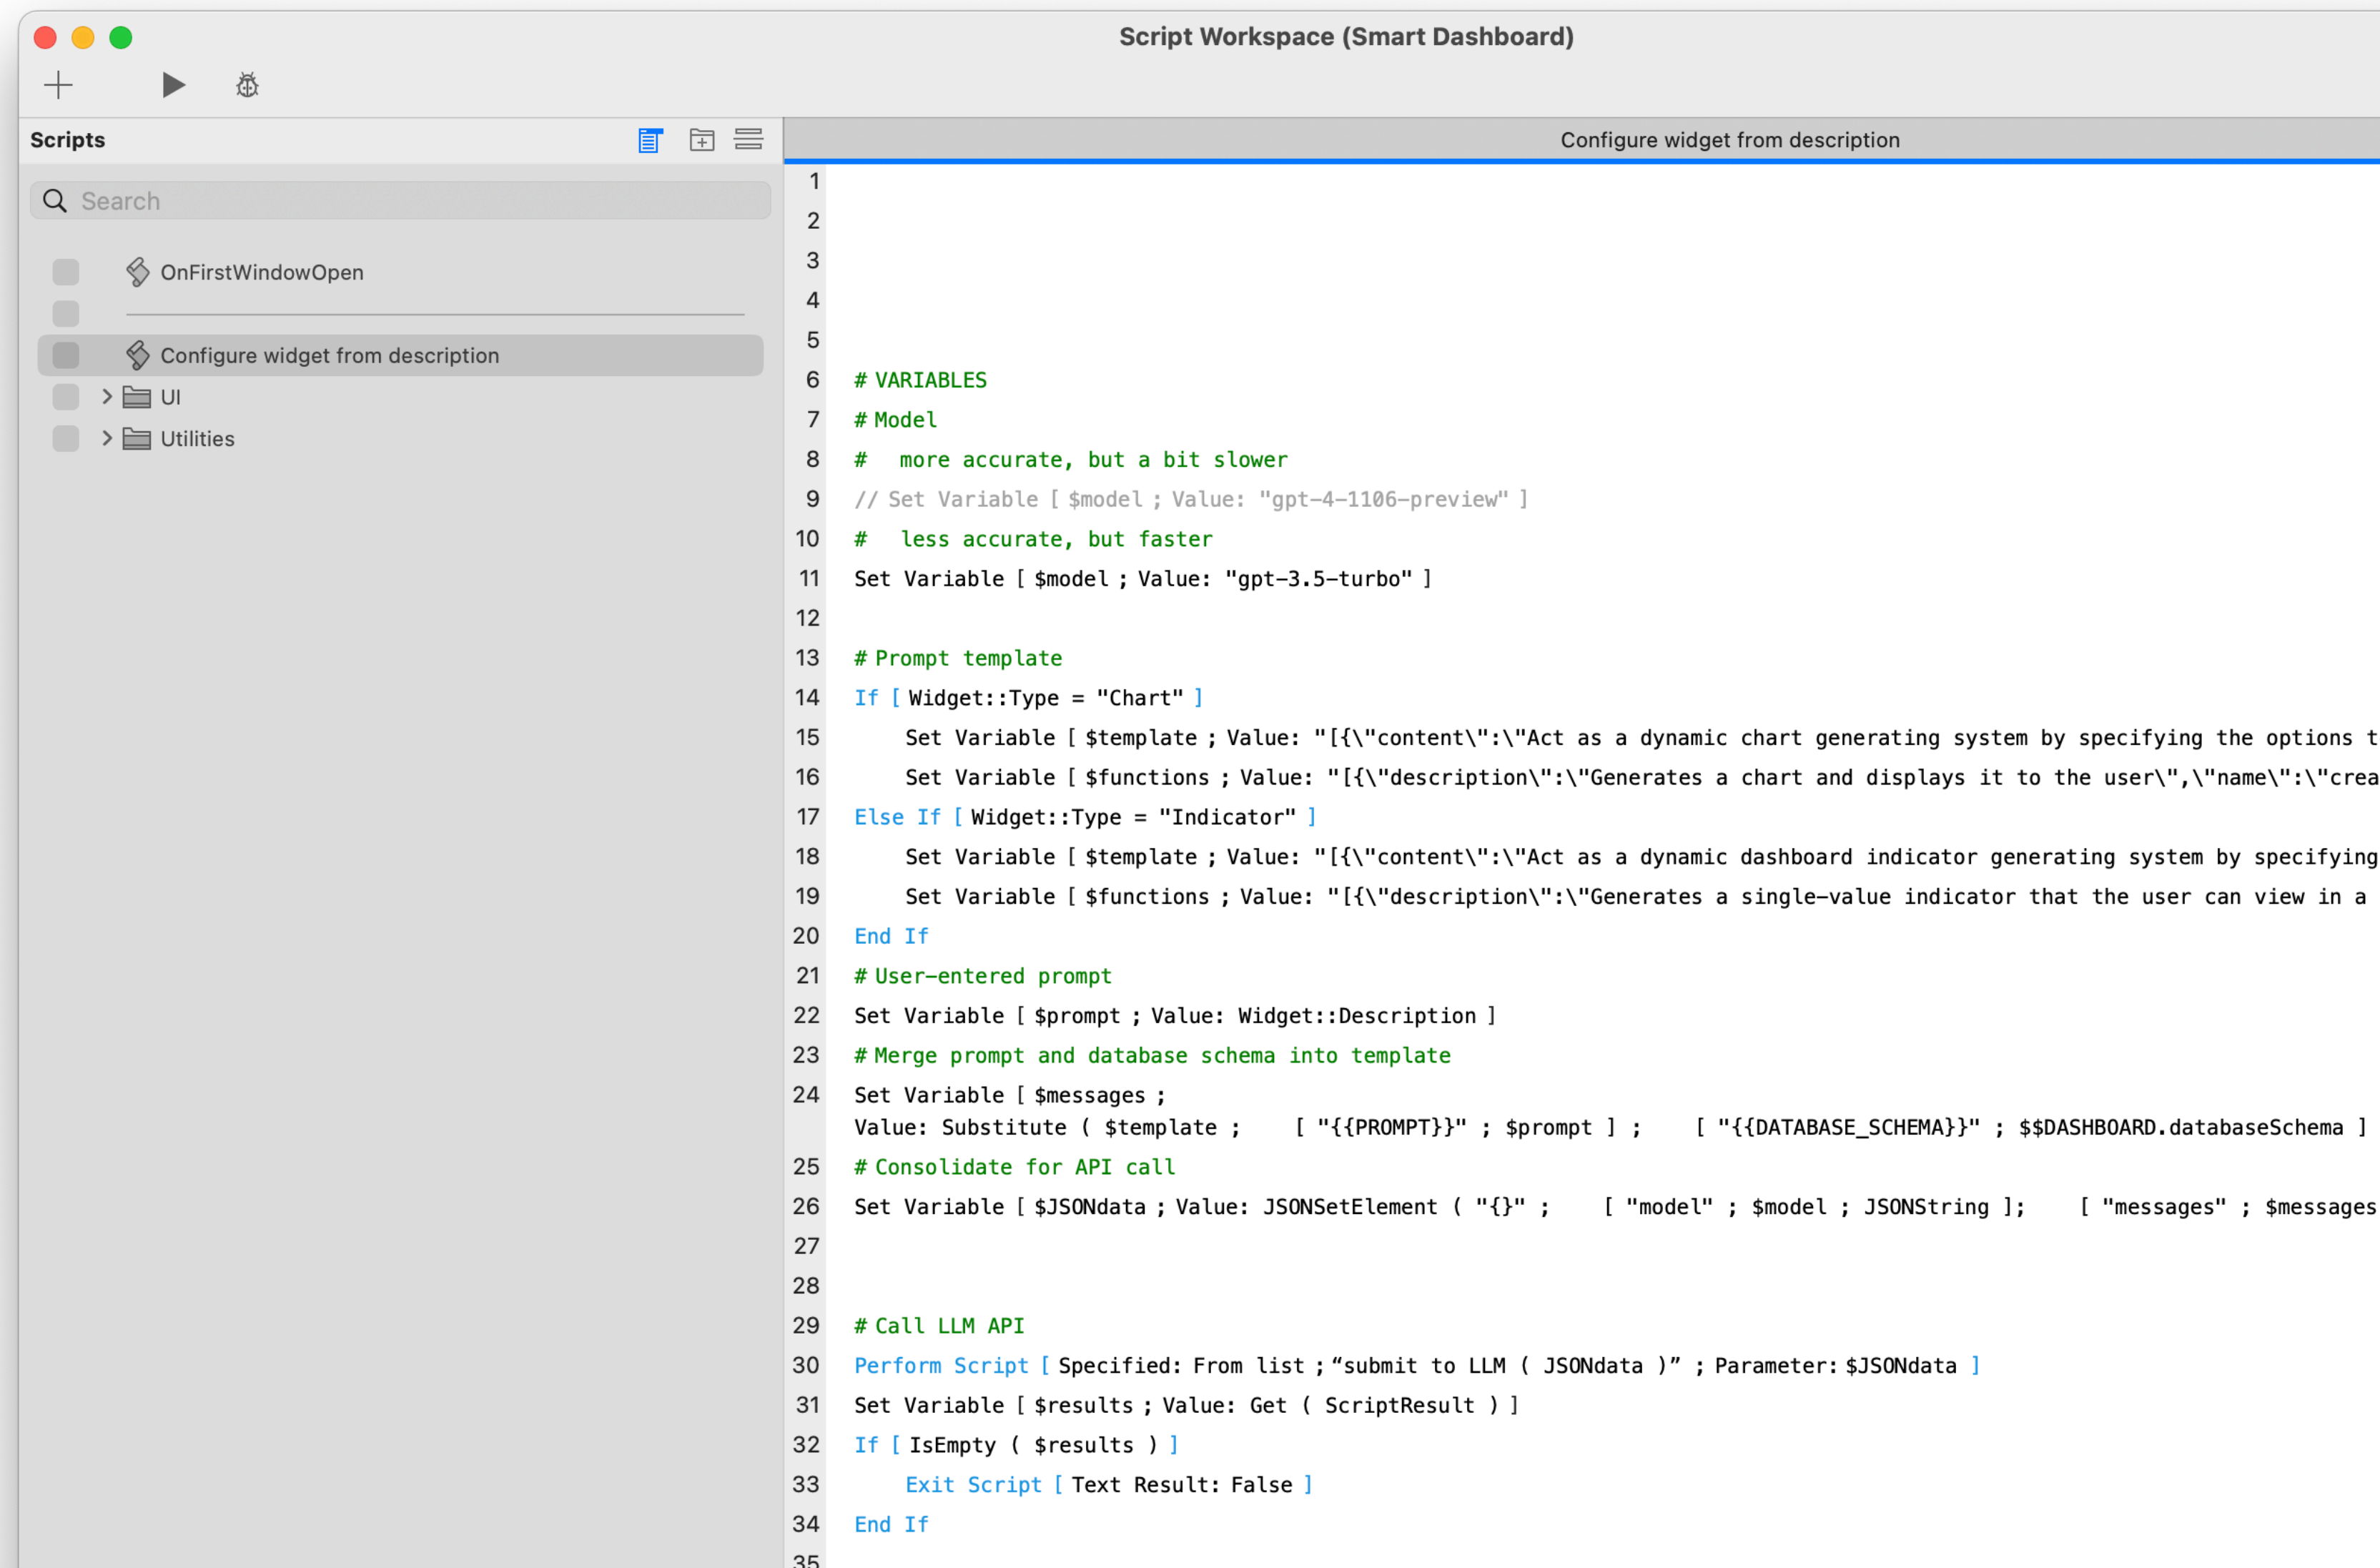 Script Workspace (Smart Dashboard)
Scripts
Search
OnFirstWindowOpen
Configure widget from description
UI
Utilities
Configure widget from description
1
2
3
4
5
6 # VARIABLES
7 # Model
8 #   more accurate, but a bit slower
9 // Set Variable [ $model ; Value: "gpt-4-1106-preview" ]
10 #   less accurate, but faster
11 Set Variable [ $model ; Value: "gpt-3.5-turbo" ]
12
13 # Prompt template
14 If [ Widget::Type = "Chart" ]
15 Set Variable [ $template ; Value: "[{\"content\":\"Act as a dynamic chart generating system by specifying the options t
16 Set Variable [ $functions ; Value: "[{\"description\":\"Generates a chart and displays it to the user\",\"name\":\"crea
17 Else If [ Widget::Type = "Indicator" ]
18 Set Variable [ $template ; Value: "[{\"content\":\"Act as a dynamic dashboard indicator generating system by specifying
19 Set Variable [ $functions ; Value: "[{\"description\":\"Generates a single-value indicator that the user can view in a
20 End If
21 # User-entered prompt
22 Set Variable [ $prompt ; Value: Widget::Description ]
23 # Merge prompt and database schema into template
24 Set Variable [ $messages ;
Value: Substitute ( $template ;    [ "{{PROMPT}}" ; $prompt ] ;    [ "{{DATABASE_SCHEMA}}" ; $$DASHBOARD.databaseSchema ]
25 # Consolidate for API call
26 Set Variable [ $JSONdata ; Value: JSONSetElement ( "{}" ;    [ "model" ; $model ; JSONString ];    [ "messages" ; $messages
27
28
29 # Call LLM API
30 Perform Script [ Specified: From list ; “submit to LLM ( JSONdata )” ; Parameter: $JSONdata ]
31 Set Variable [ $results ; Value: Get ( ScriptResult ) ]
32 If [ IsEmpty ( $results ) ]
33 Exit Script [ Text Result: False ]
34 End If
35